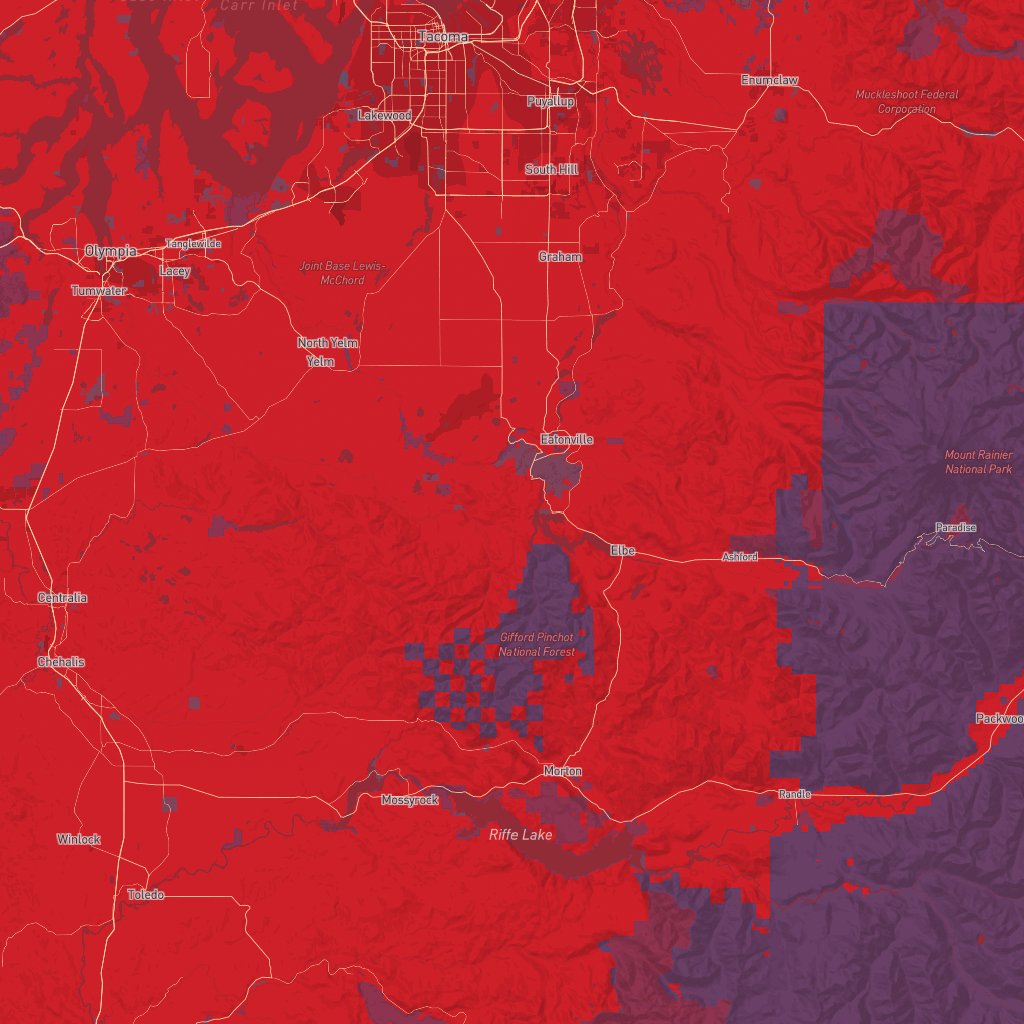 Carr Inlet
Tacoma
Enumclaw
Muckleshoot Federal
Corporation
Puyallup
Lakewood
South Hill
Tanglewilde
Olympia
Graham
Joint Base Lewis-
McChord
Lacey
Tumwater
North Yelm
Yelm
Eatonville
Mount Rainier
National Park
Paradise
Elbe
Ashford
Centralia
Gifford Pinchot
National Forest
Chehalis
Packwoo
Morton
Randle
Mossyrock
Riffe Lake
Winlock
Toledo